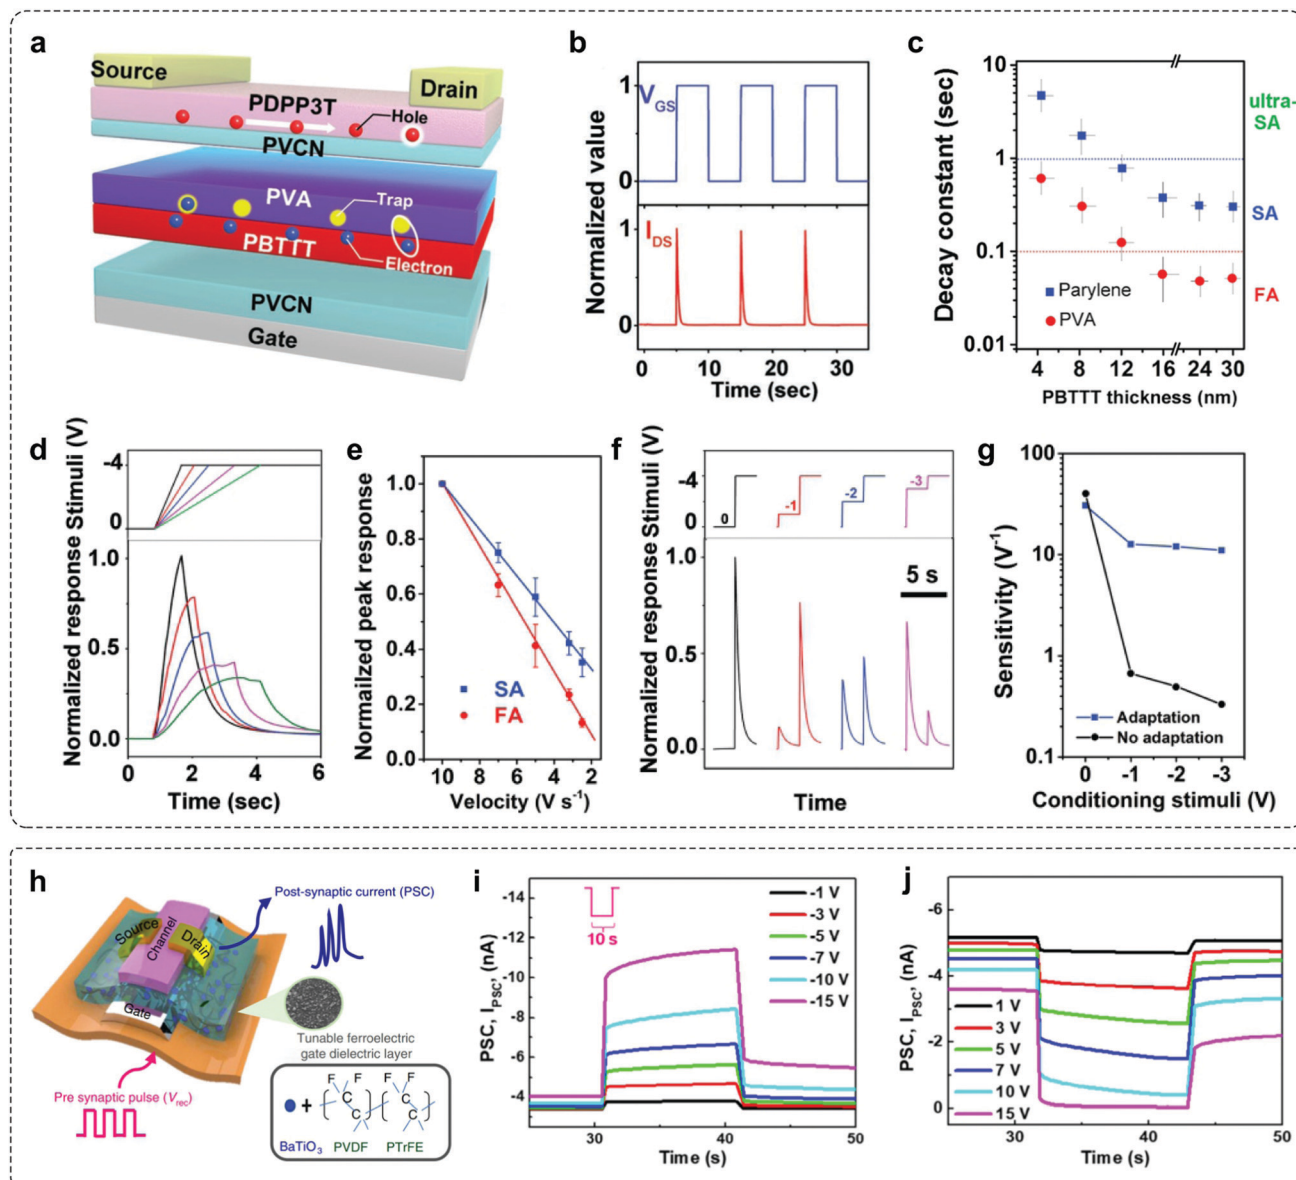 a
Source
Drain
PDPP3T
Hole
PVCN
PVA
Trap
PBTTT
Electron
PVCN
Gate
b
Normalized value
1
V_GS
0
1
I_DS
0
0 10 20 30
Time (sec)
c
Decay constant (sec)
10
1
0.1
0.01
ultra-
SA
SA
FA
Parylene
PVA
4 8 12 16 24 30
PBTTT thickness (nm)
d
Normalized response Stimuli (V)
-4
0
1.0
0.5
0.0
0 2 4 6
Time (sec)
e
Normailzed peak response
1.0
0.8
0.6
0.4
0.2
0.0
SA
FA
10 8 6 4 2
Velocity (V s⁻¹)
f
Normalized response Stimuli (V)
-4
0
0 -1 -2 -3
1.0
0.5
0.0
5 s
Time
g
Sensitivity (V⁻¹)
100
10
1
0.1
Adaptation
No adaptation
0 -1 -2 -3
Conditioning stimuli (V)
h
Post-synaptic current (PSC)
Source
Channel
Drain
Gate
Tunable ferroelectric
gate dielectric layer
Pre synaptic pulse (V_rec)
F F F F
C C
C C
+
BaTiO₃ PVDF PTrFE
i
PSC, I_PSC, (nA)
-14
-12
-10
-8
-6
-4
10 s
-1 V
-3 V
-5 V
-7 V
-10 V
-15 V
30 40 50
Time (s)
j
PSC, I_PSC, (nA)
-6
-4
-2
0
1 V
3 V
5 V
7 V
10 V
15 V
30 40 50
Time (s)